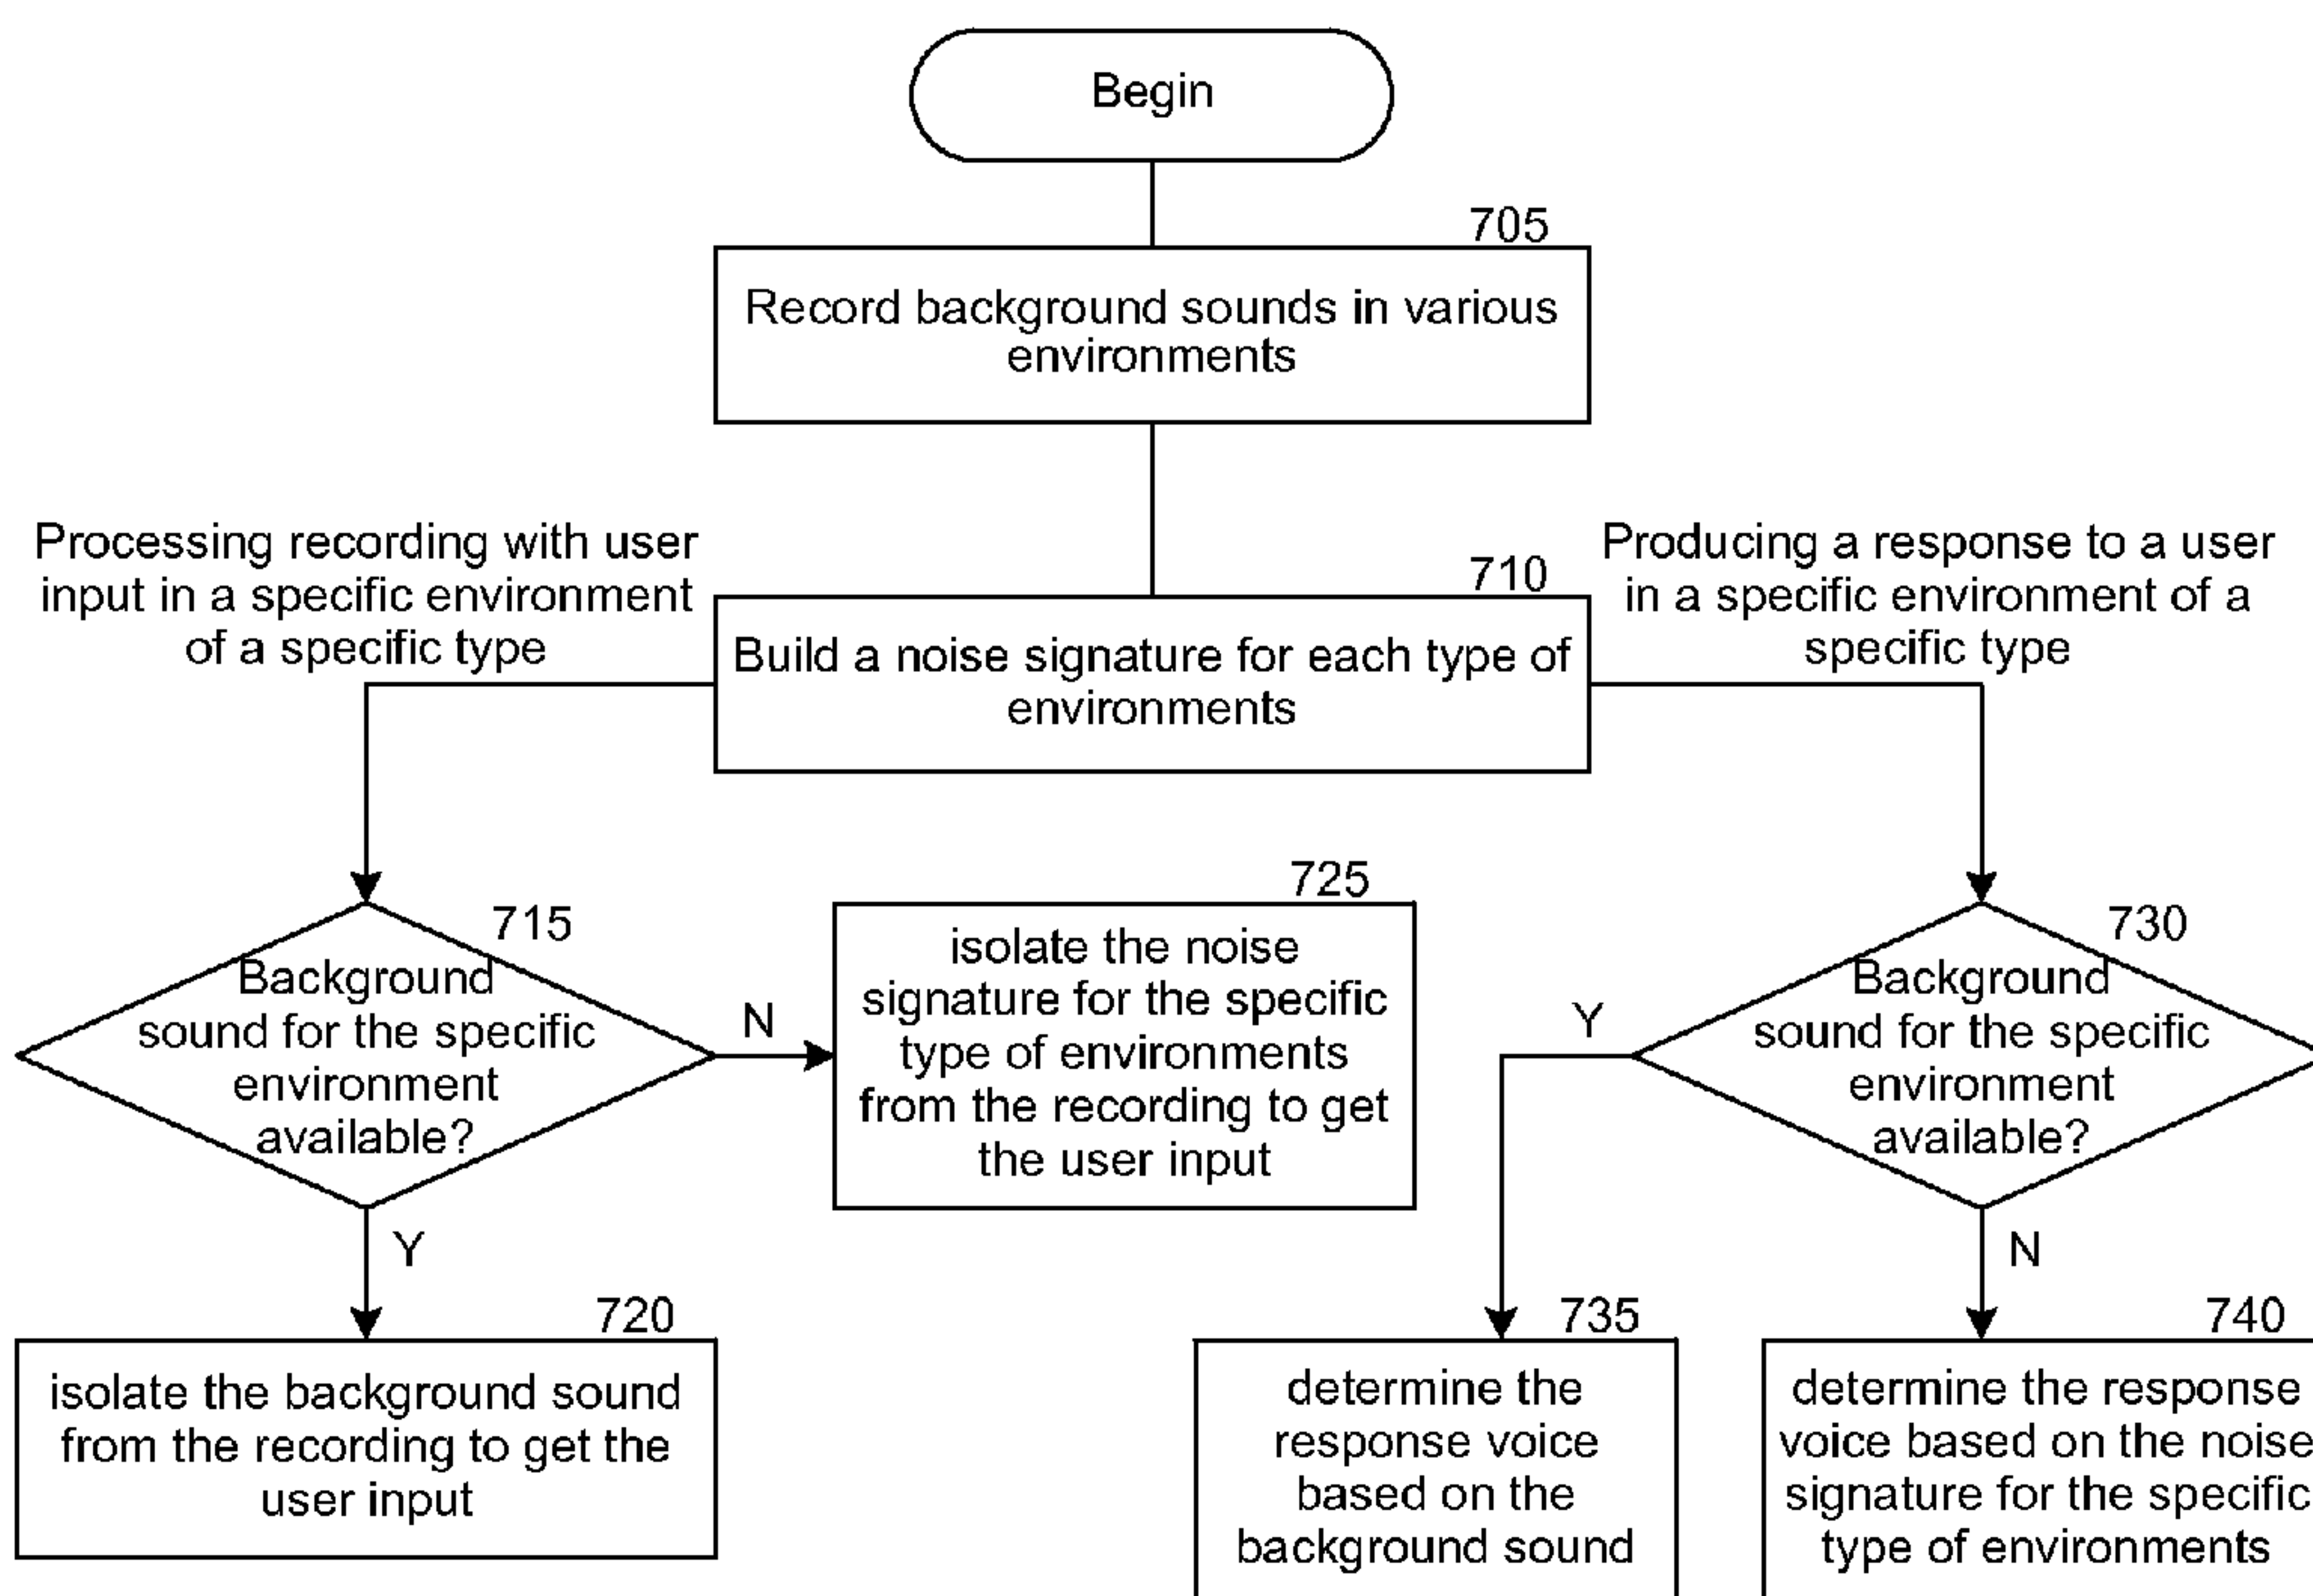 Begin
705
Record background sounds in various
environments
Processing recording with user
input in a specific environment
of a specific type
710
Build a noise signature for each type of
environments
Producing a response to a user
in a specific environment of a
specific type
715
Background
sound for the specific
environment
available?
N
Y
725
isolate the noise
signature for the specific
type of environments
from the recording to get
the user input
720
isolate the background sound
from the recording to get the
user input
730
Background
sound for the specific
environment
available?
Y
N
735
determine the
response voice
based on the
background sound
740
determine the response
voice based on the noise
signature for the specific
type of environments